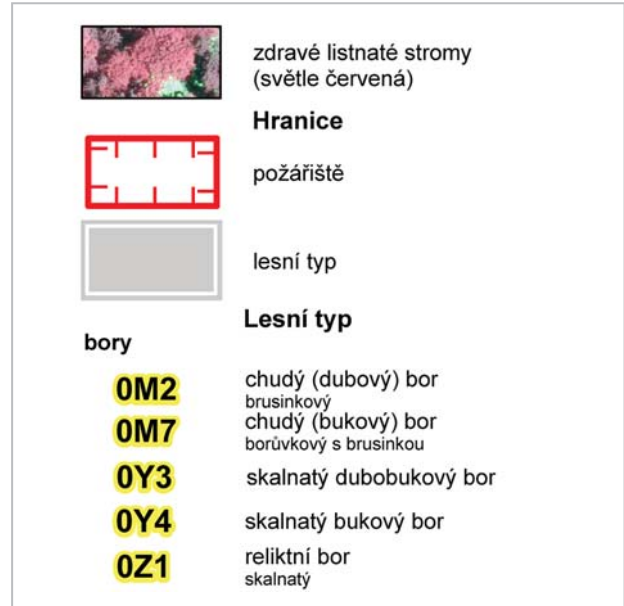 zdravé listnaté stromy
(světle červená)
Hranice
požářiště
lesní typ
Lesní typ
bory
0M2 chudý (dubový) bor
brusinkový
0M7 chudý (bukový) bor
borůvkový s brusinkou
0Y3 skalnatý dubobukový bor
0Y4 skalnatý bukový bor
0Z1 reliktní bor
skalnatý